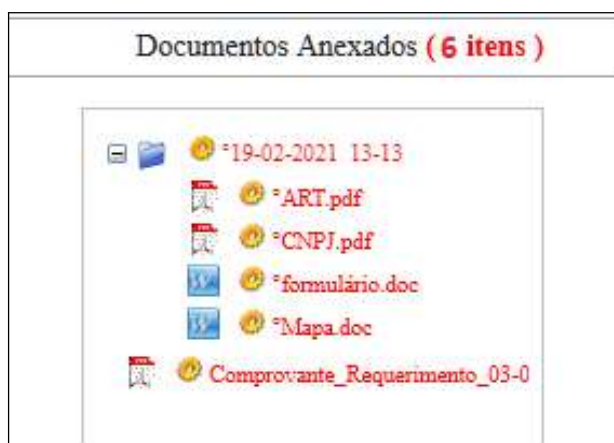 Documentos Anexados ( 6 itens )
°19-02-2021 13-13
°ART.pdf
°CNPJ.pdf
°formulário.doc
°Mapa.doc
Comprovante_Requerimento_03-0